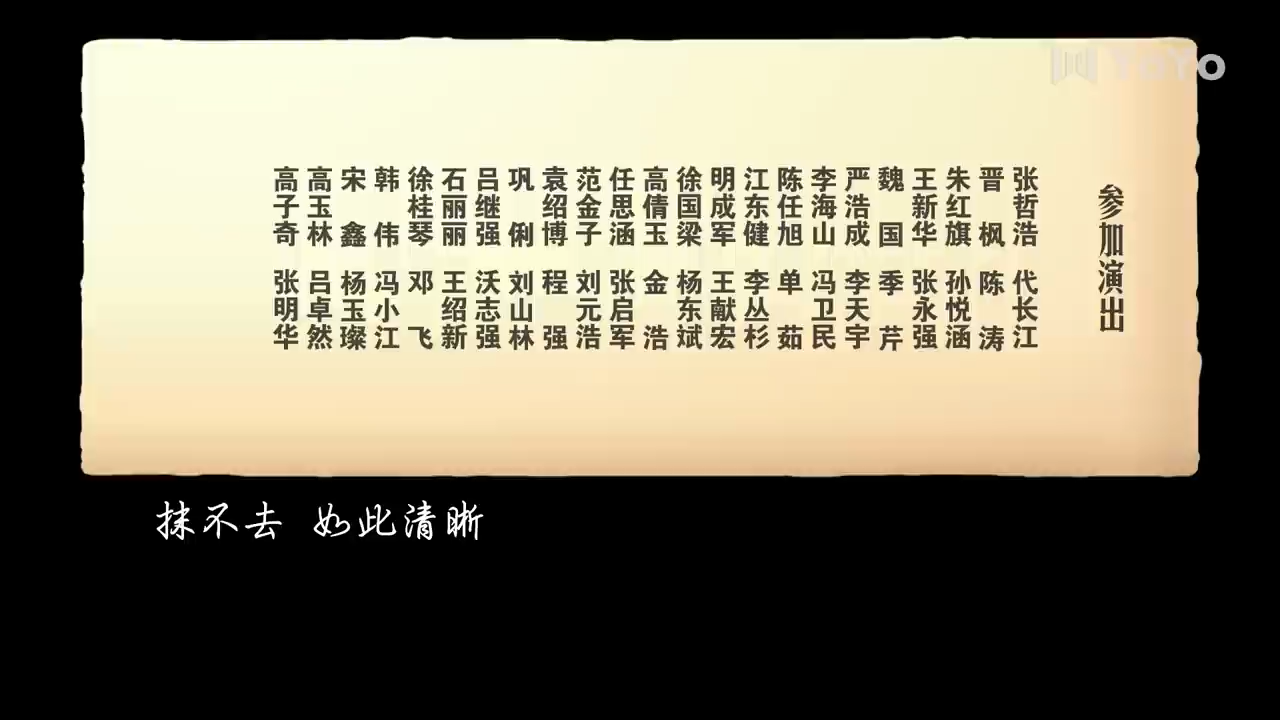 YoYo
参加演出
张哲浩 代长江
晋枫 陈涛
朱红旗 孙悦涵
王新华 张永强
魏国 季芹
严浩成 李天宇
李海山 冯卫民
陈任旭 单茹
江东健 李丛杉
明成军 王献宏
徐国梁 杨东斌
高倩玉 金浩
任思涵 张启军
范金子 刘元浩
袁绍博 程强
巩俐 刘山林
吕继强 沃志强
石丽丽 王绍新
徐桂琴 邓飞
韩伟 冯小江
宋鑫 杨玉璨
高玉林 吕卓然
高子奇 张明华
抹不去 如此清晰